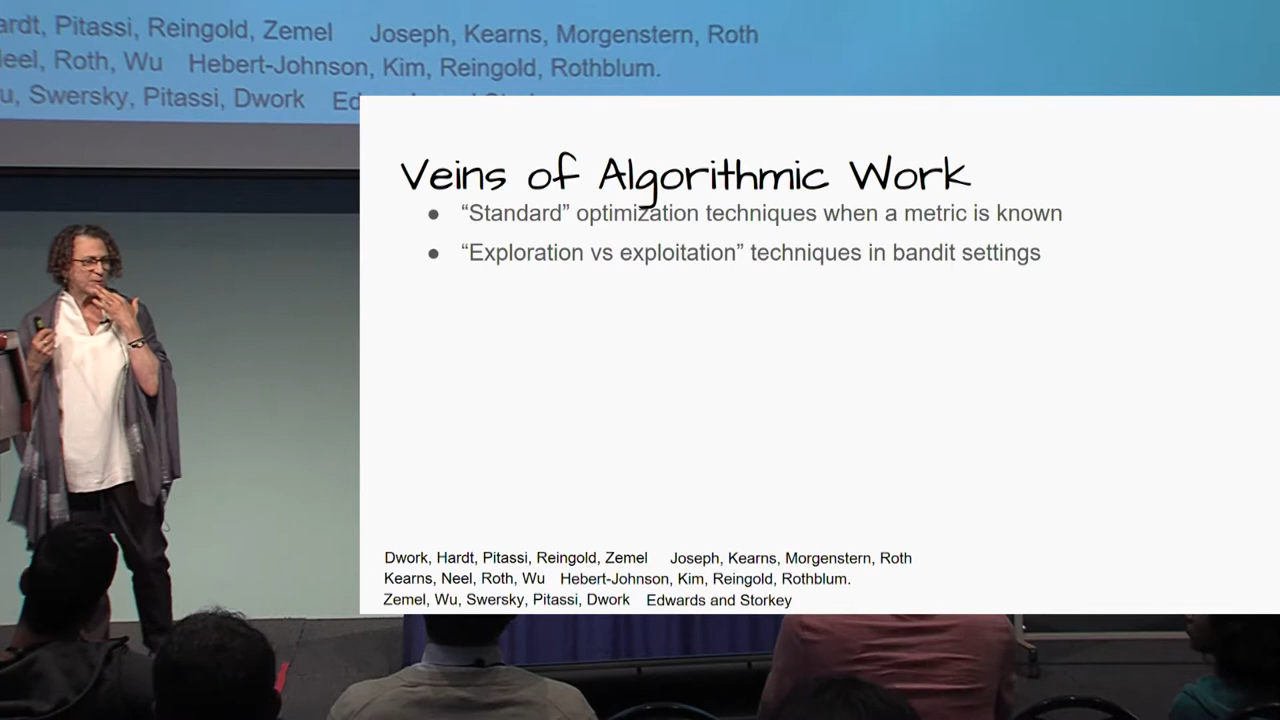 ardt, Pitassi, Reingold, Zemel Joseph, Kearns, Morgenstern, Roth
Neel, Roth, Wu Hebert-Johnson, Kim, Reingold, Rothblum.
u, Swersky, Pitassi, Dwork Ed
Veins of Algorithmic Work
● “Standard” optimization techniques when a metric is known
● “Exploration vs exploitation” techniques in bandit settings
Dwork, Hardt, Pitassi, Reingold, Zemel Joseph, Kearns, Morgenstern, Roth
Kearns, Neel, Roth, Wu Hebert-Johnson, Kim, Reingold, Rothblum.
Zemel, Wu, Swersky, Pitassi, Dwork Edwards and Storkey